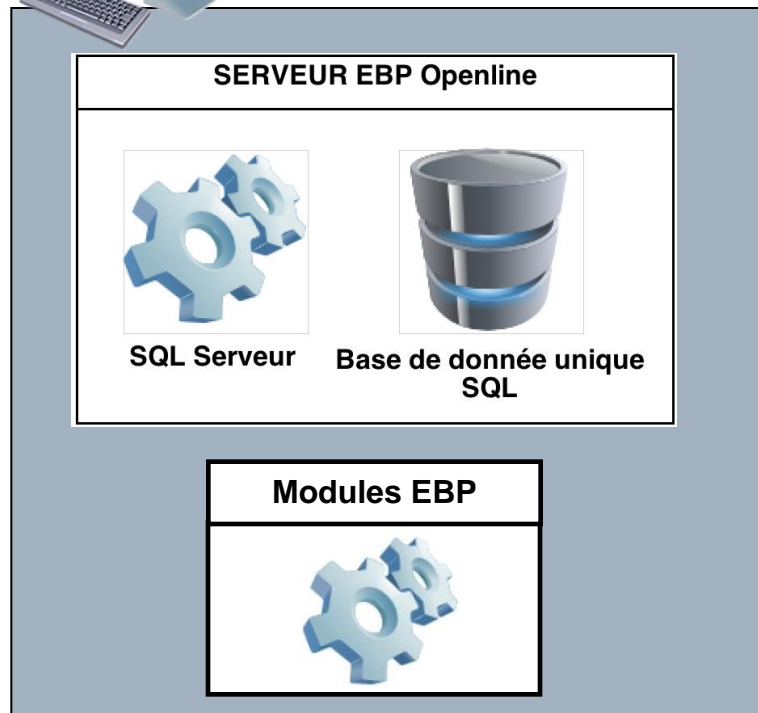 SERVEUR EBP Openline
SQL Serveur
Base de donnée unique
SQL
Modules EBP